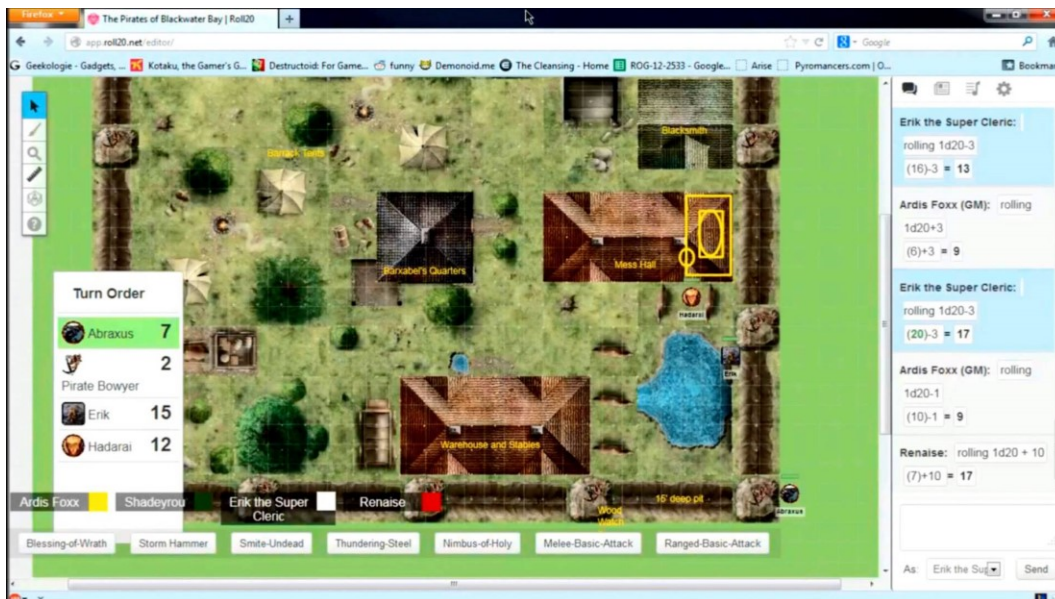 Firefox
The Pirates of Blackwater Bay | Roll20
+
app.roll20.net/editor/
Google
Geekologie - Gadgets, ...
Kotaku, the Gamer's G...
Destructoid: For Game...
funny
Demonoid.me
The Cleansing - Home
ROG-12-2533 - Google...
Arise
Pyromancers.com | O...
Bookmar
Barrack Tents
Blacksmith
Barxabel's Quarters
Mess Hall
Hadarai
Erik
Warehouse and Stables
16' deep pit
Wood
Abraxus
Turn Order
Abraxus 7
2
Pirate Bowyer
Erik 15
Hadarai 12
Ardis Foxx
Shadeyrou
Erik the Super
Cleric
Renaise
Blessing-of-Wrath
Storm Hammer
Smite-Undead
Thundering-Steel
Nimbus-of-Holy
Melee-Basic-Attack
Ranged-Basic-Attack
Erik the Super Cleric:
rolling 1d20-3
(16)-3 = 13
Ardis Foxx (GM): rolling
1d20+3
(6)+3 = 9
Erik the Super Cleric:
rolling 1d20-3
(20)-3 = 17
Ardis Foxx (GM): rolling
1d20-1
(10)-1 = 9
Renaise: rolling 1d20 + 10
(7)+10 = 17
As: Erik the Sup
Send